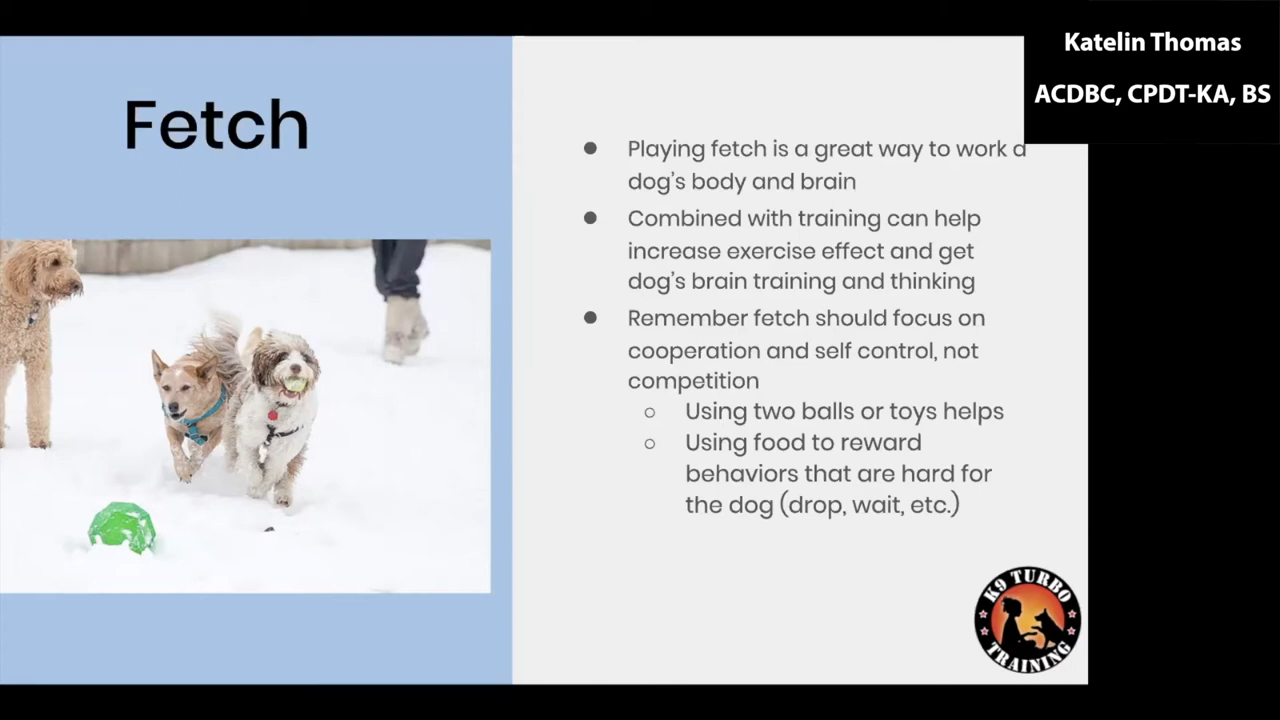 Katelin Thomas
ACDBC, CPDT-KA, BS
Fetch
Playing fetch is a great way to work a
dog's body and brain
Combined with training can help
increase exercise effect and get
dog's brain training and thinking
Remember fetch should focus on
cooperation and self control, not
competition
Using two balls or toys helps
Using food to reward
behaviors that are hard for
the dog (drop, wait, etc.)
K9 TURBO
TRAINING